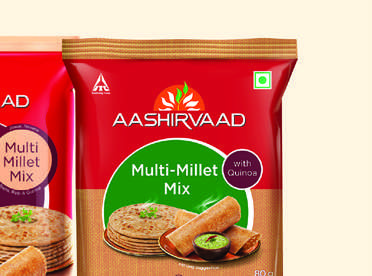 AAD
Multi
Millet
Mix
ITC
AASHIRVAAD
Multi-Millet
Mix
with
Quinoa
80 g